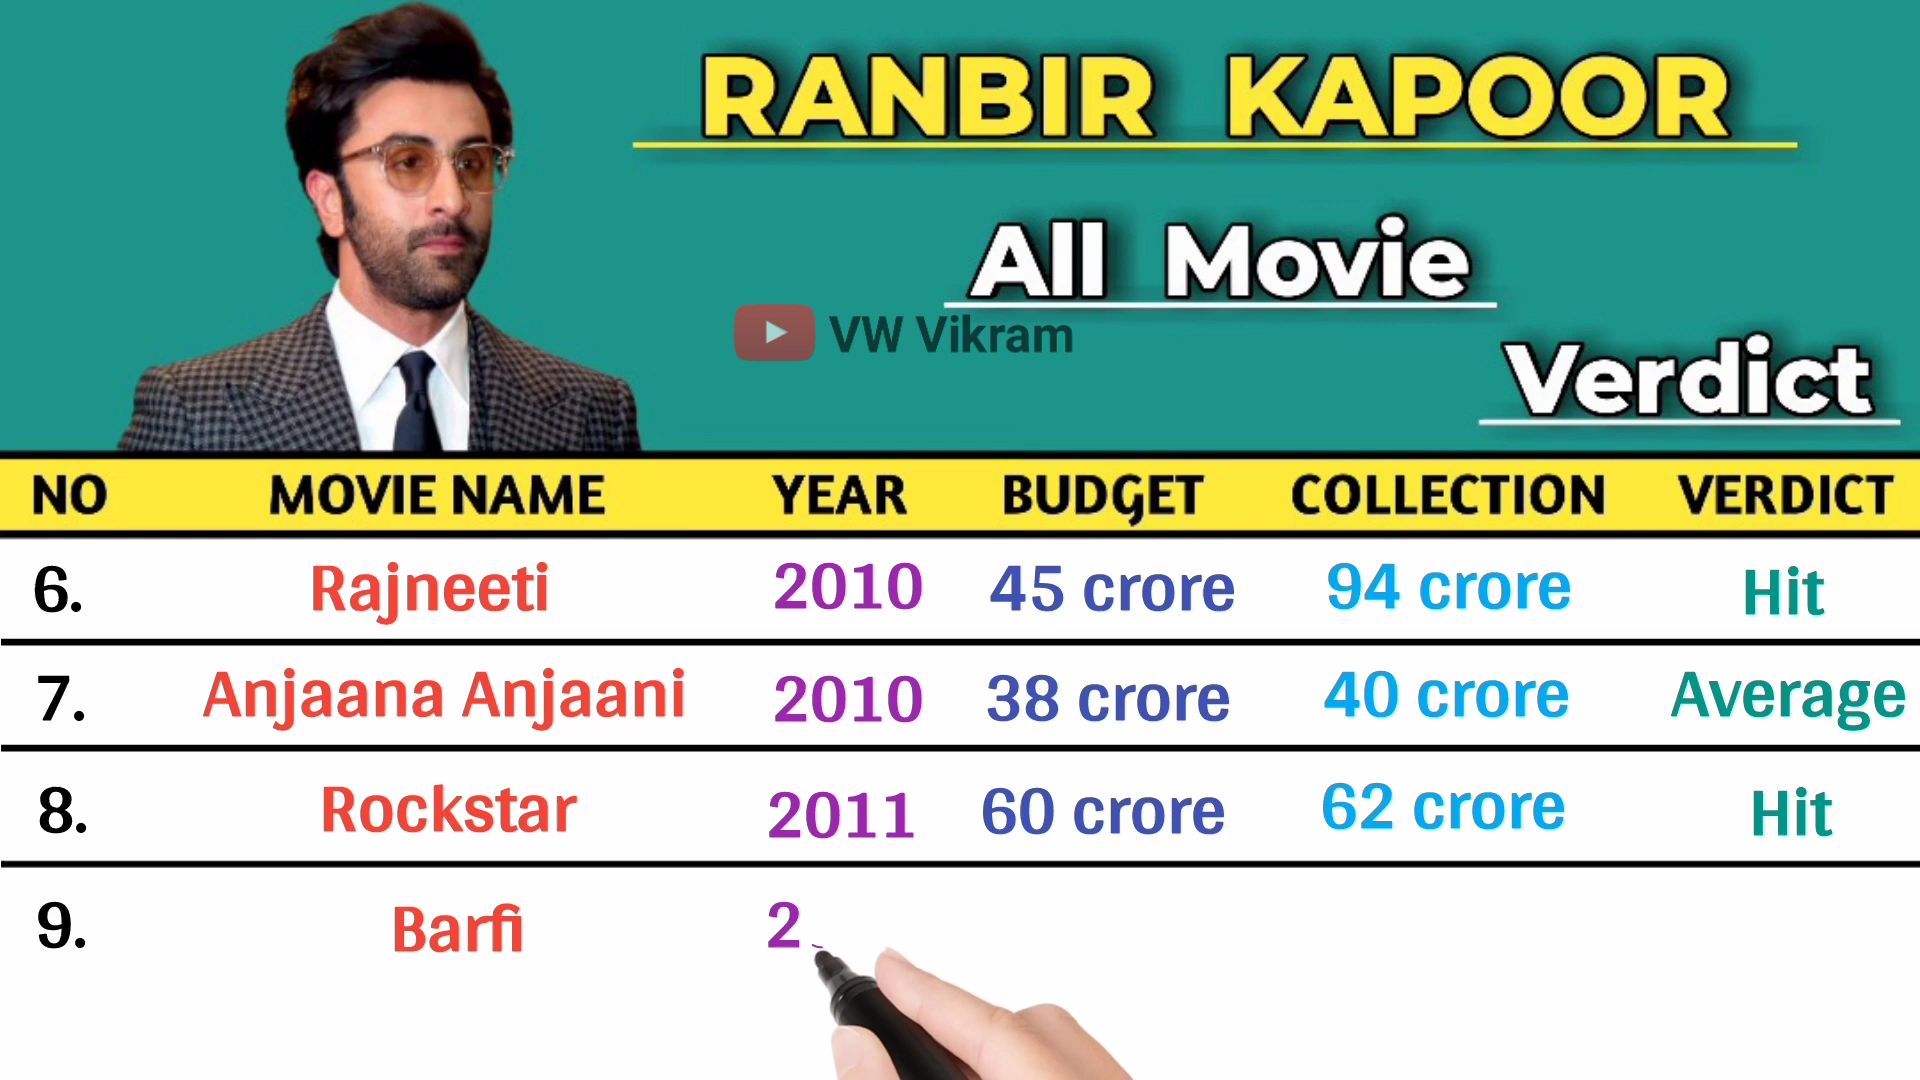 RANBIR KAPOOR
All Movie
VW Vikram
Verdict
NO MOVIE NAME YEAR BUDGET COLLECTION VERDICT
6. Rajneeti 2010 45 crore 94 crore Hit
7. Anjaana Anjaani 2010 38 crore 40 crore Average
8. Rockstar 2011 60 crore 62 crore Hit
9. Barfi 2